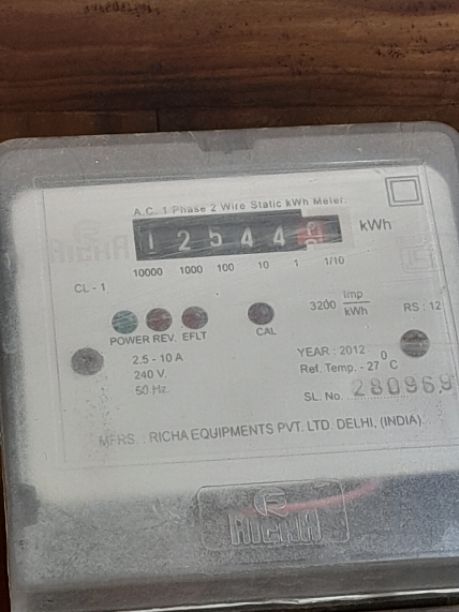 A.C. 1 Phase 2 Wire Static kWh Meter.
1 2 5 4 4 kWh
10000 1000 100 10 1 1/10
CL - 1
3200 Imp/kWh RS : 12
POWER REV. EFLT CAL
2.5 - 10 A
240 V.
50 Hz.
YEARS : 2012
Ref. Temp. - 27 0 C
SL. No. 280969
MFRS. : RICHA EQUIPMENTS PVT. LTD. DELHI, (INDIA)
RICHA